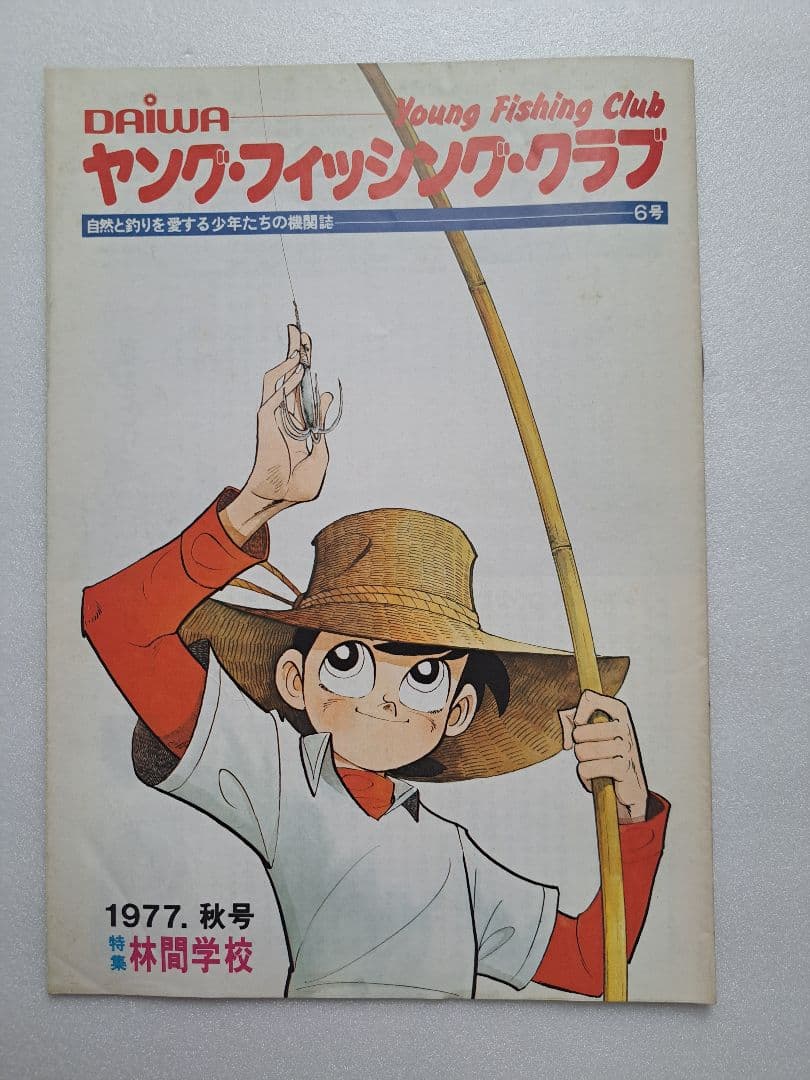 DAIWA
Young Fishing Club
ヤング・フィッシング・クラブ
自然と釣りを愛する少年たちの機関誌
6号
1977. 秋号
特集 林間学校